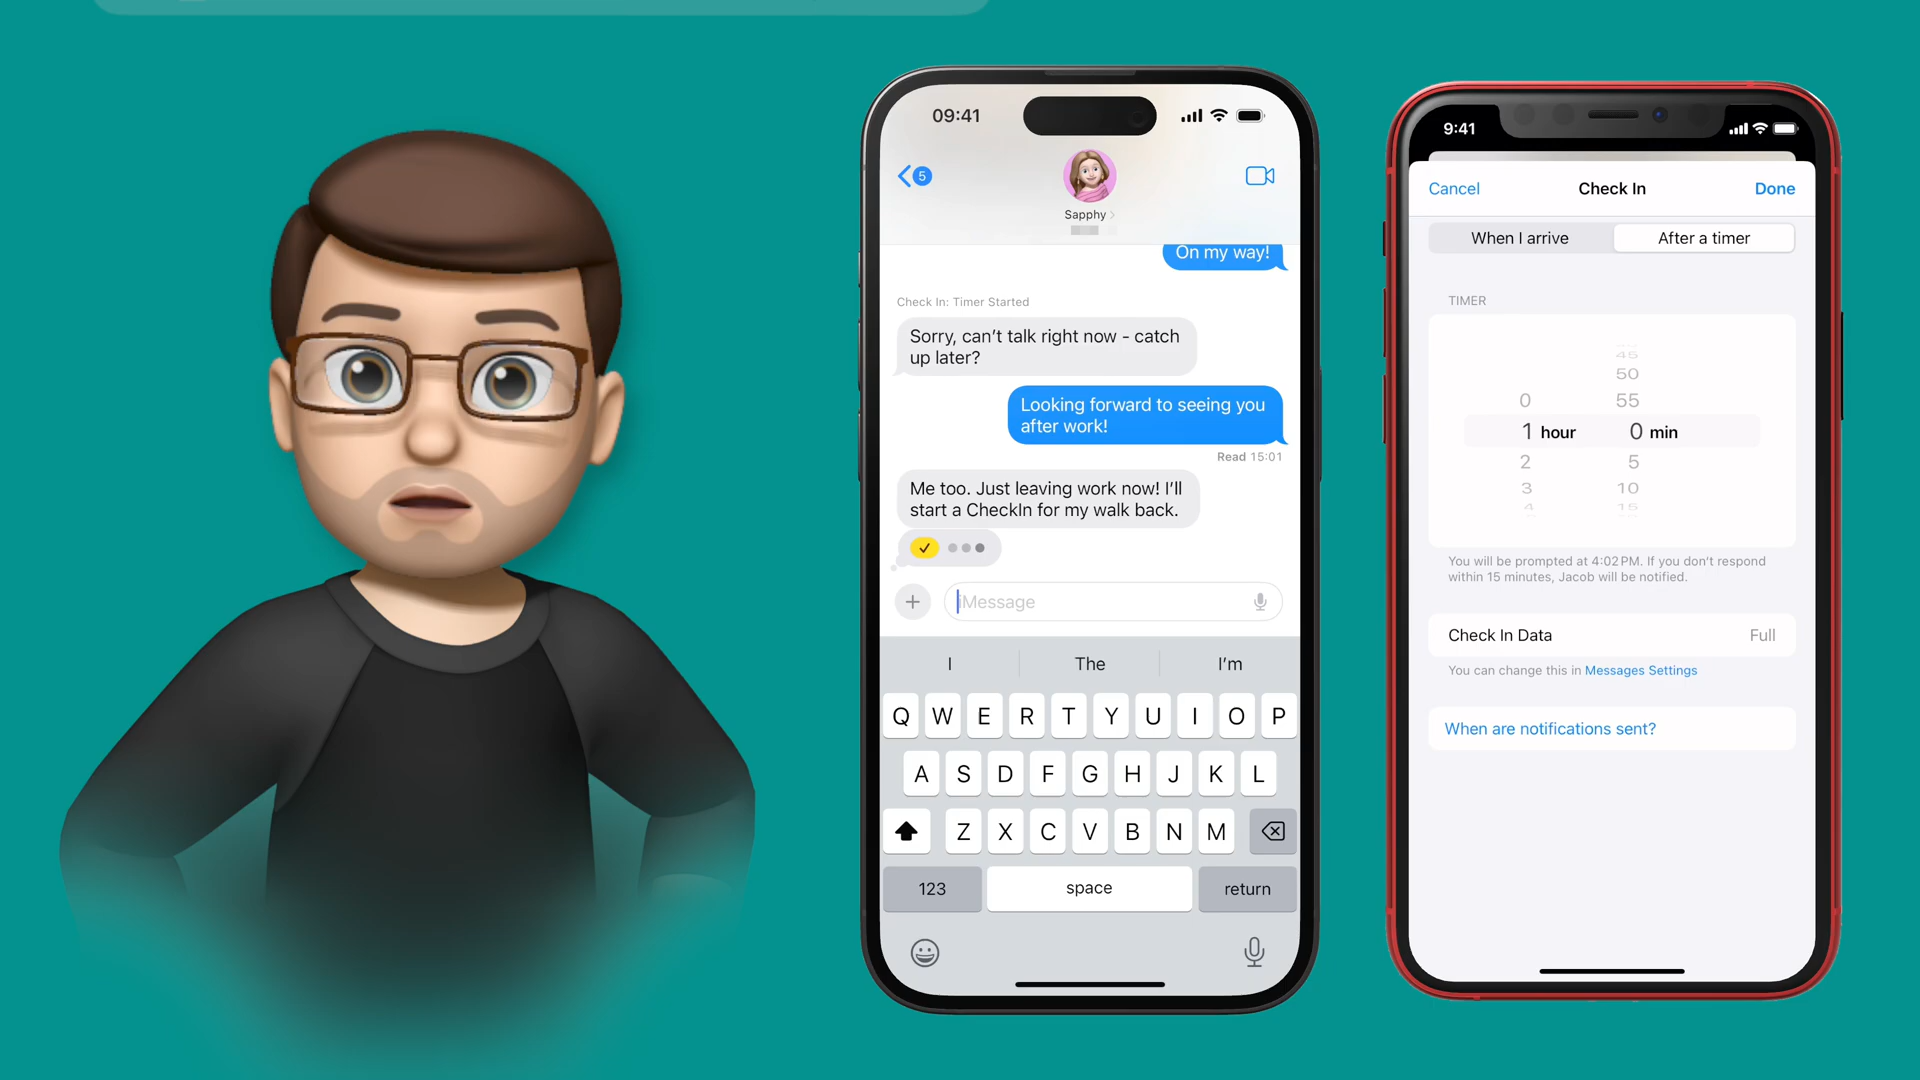 09:41
5
Sapphy
On my way!
Check In: Timer Started
Sorry, can’t talk right now - catch
up later?
Looking forward to seeing you
after work!
Read 15:01
Me too. Just leaving work now! I’ll
start a CheckIn for my walk back.
iMessage
I The I’m
Q W E R T Y U I O P
A S D F G H J K L
Z X C V B N M
123 space return
9:41
Cancel Check In Done
When I arrive After a timer
TIMER
45
50
0 55
1 hour 0 min
2 5
3 10
4 15
You will be prompted at 4:02 PM. If you don't respond
within 15 minutes, Jacob will be notified.
Check In Data Full
You can change this in Messages Settings
When are notifications sent?